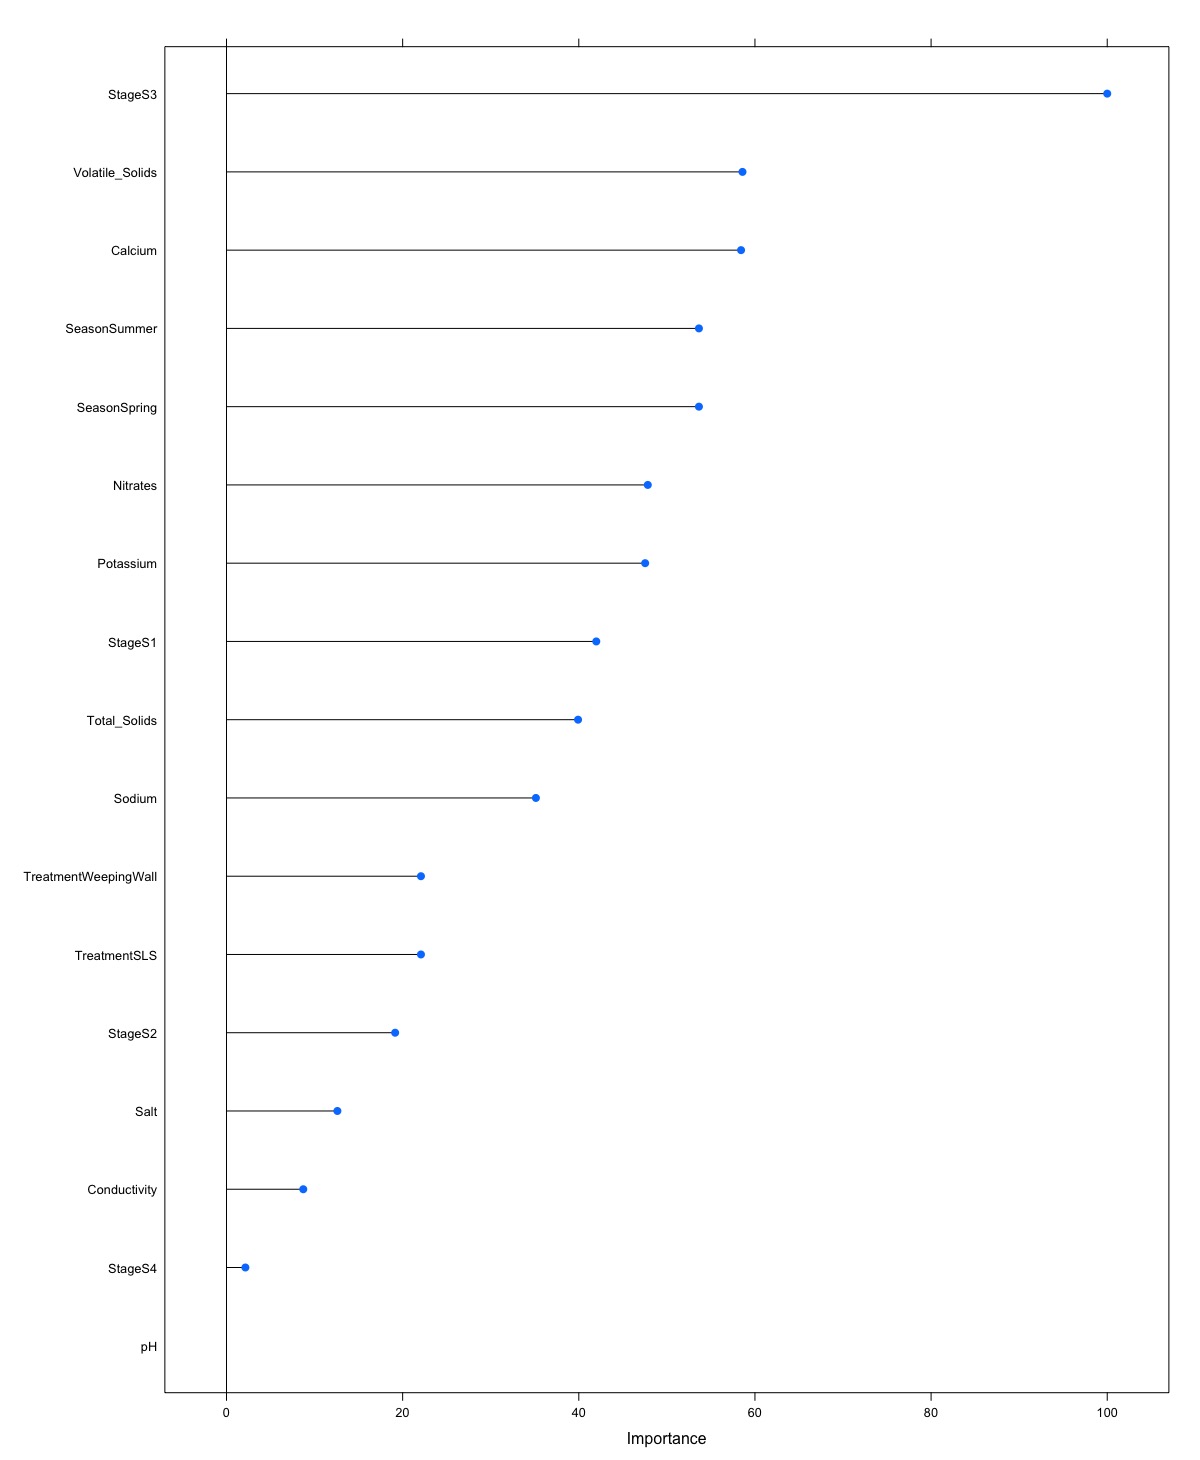 StageS3
Volatile_Solids
Calcium
SeasonSummer
SeasonSpring
Nitrates
Potassium
StageS1
Total_Solids
Sodium
TreatmentWeepingWall
TreatmentSLS
StageS2
Salt
Conductivity
StageS4
pH
0 20 40 60 80 100
Importance